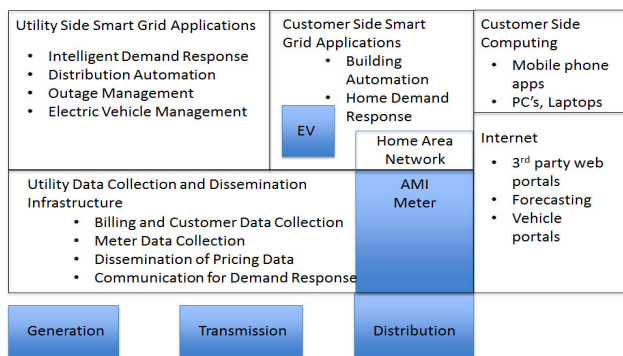 Utility Side Smart Grid Applications
• Intelligent Demand Response
• Distribution Automation
• Outage Management
• Electric Vehicle Management
Customer Side Smart
Grid Applications
• Building
Automation
• Home Demand
Response
EV
Home Area
Network
Customer Side
Computing
• Mobile phone
apps
• PC's, Laptops
Internet
• 3rd party web
portals
• Forecasting
• Vehicle
portals
Utility Data Collection and Dissemination
Infrastructure
• Billing and Customer Data Collection
• Meter Data Collection
• Dissemination of Pricing Data
• Communication for Demand Response
AMI
Meter
Generation
Transmission
Distribution